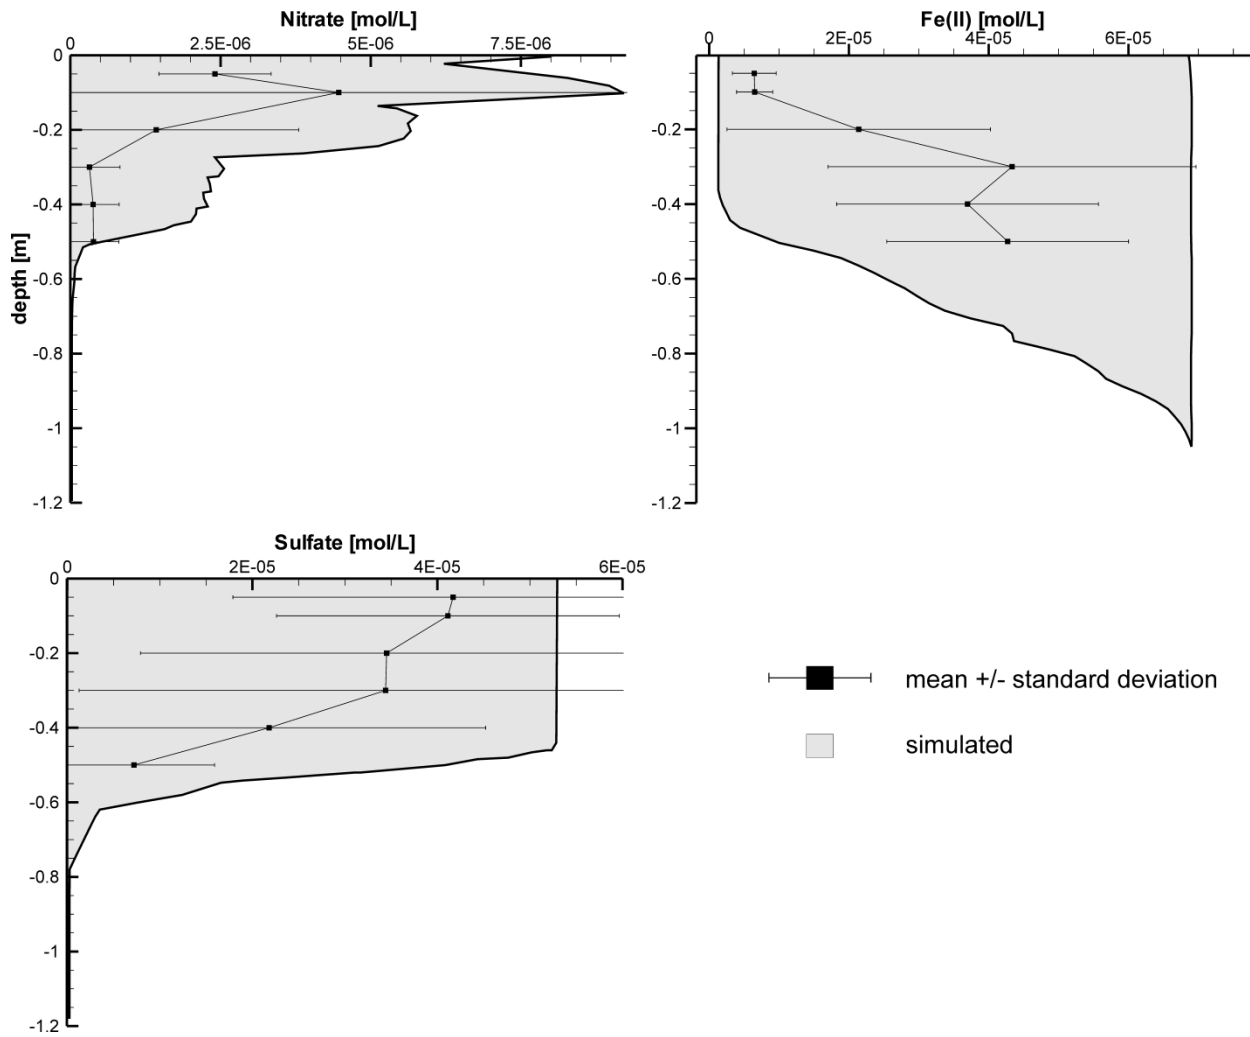 Nitrate [mol/L]
0 2.5E-06 5E-06 7.5E-06
0
-0.2
-0.4
-0.6
-0.8
-1
-1.2
depth [m]
Fe(II) [mol/L]
0 2E-05 4E-05 6E-05
0
-0.2
-0.4
-0.6
-0.8
-1
-1.2
Sulfate [mol/L]
0 2E-05 4E-05 6E-05
0
-0.2
-0.4
-0.6
-0.8
-1
-1.2
mean +/- standard deviation
simulated